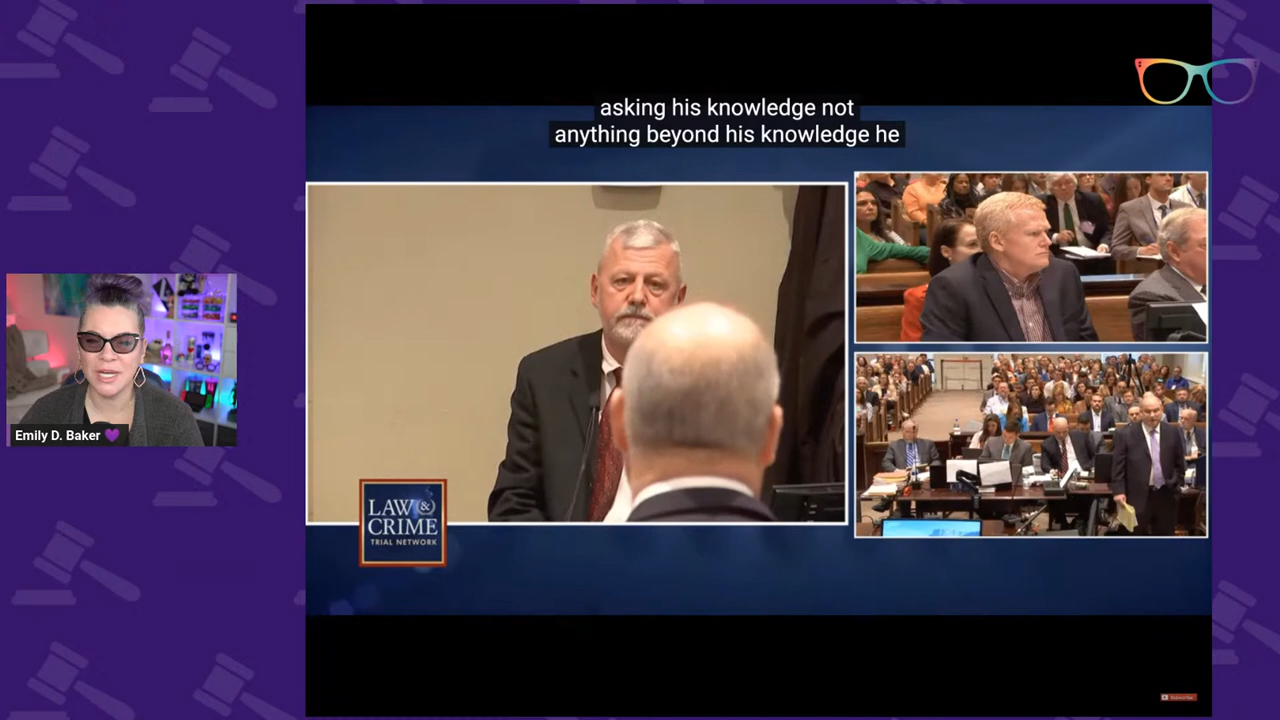 asking his knowledge not
anything beyond his knowledge he
Emily D. Baker 💜
LAW &
CRIME
TRIAL NETWORK